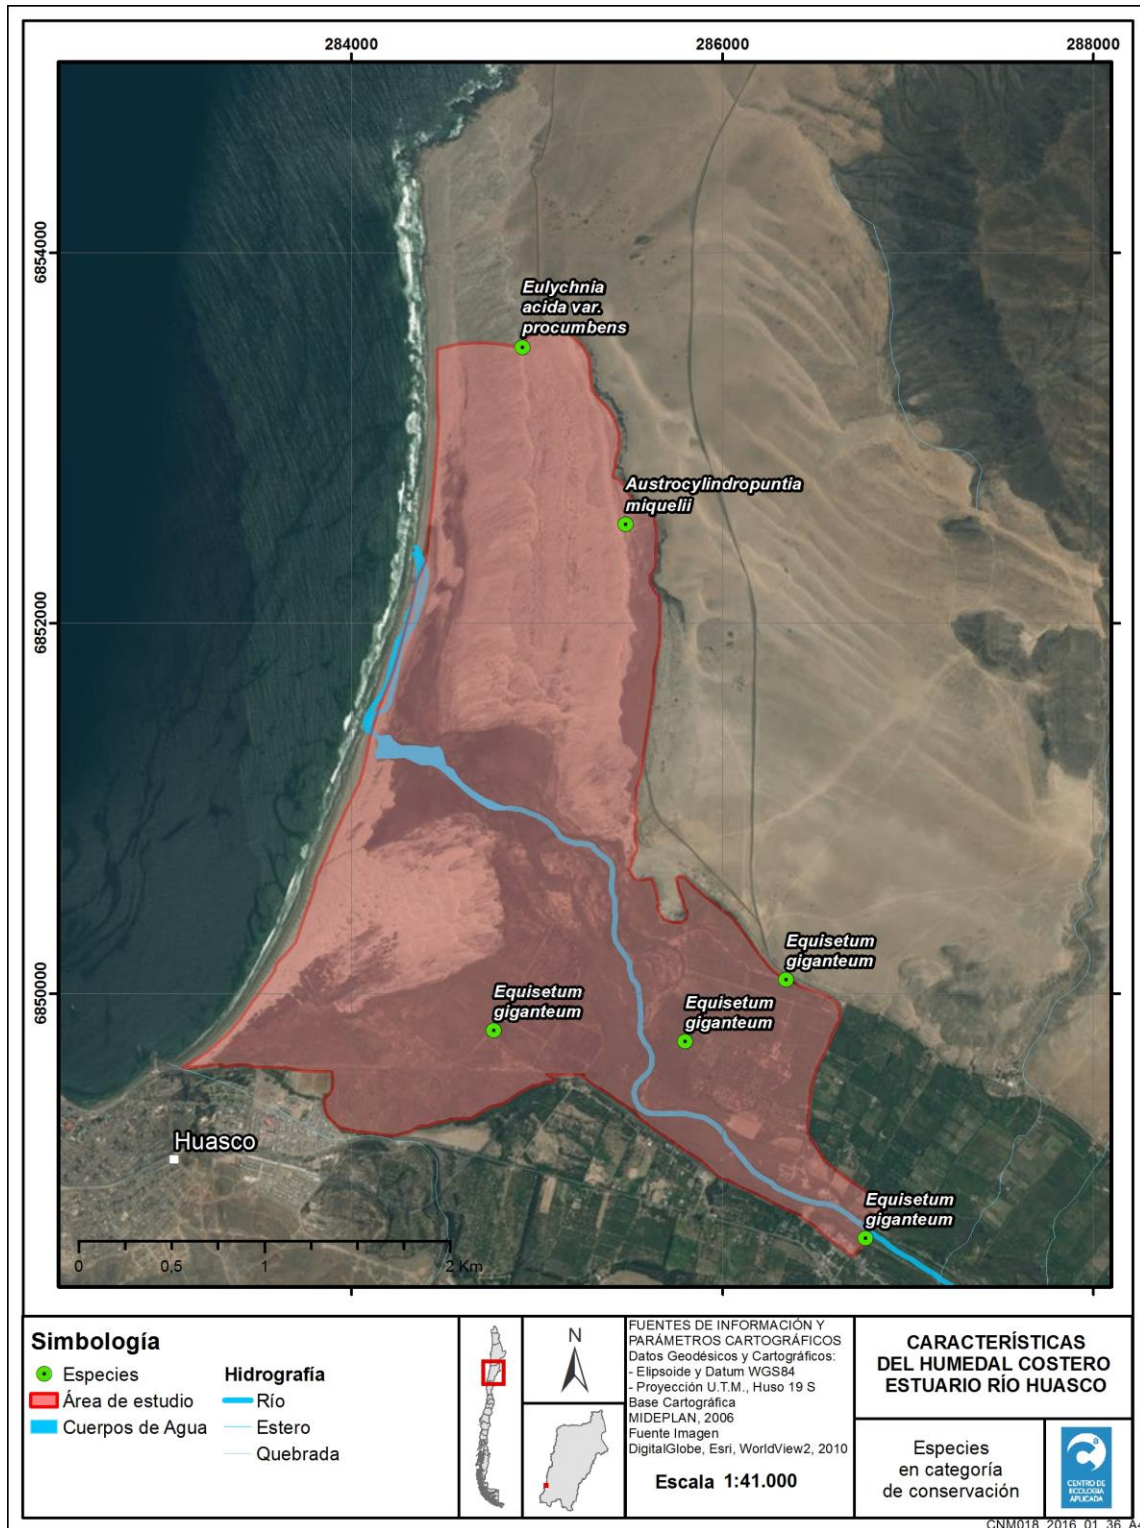 284000
286000
288000
6854000
6852000
6850000
Eulychnia
acida var.
procumbens
Austrocylindropuntia
miquelii
Equisetum
giganteum
Equisetum
giganteum
Equisetum
giganteum
Equisetum
giganteum
Huasco
0
0,5
1
2 Km
Simbología
Especies
Área de estudio
Cuerpos de Agua
Hidrografía
Río
Estero
Quebrada
N
FUENTES DE INFORMACIÓN Y
PARÁMETROS CARTOGRÁFICOS
Datos Geodésicos y Cartográficos:
- Elipsoide y Datum WGS84
- Proyección U.T.M., Huso 19 S
Base Cartográfica
MIDEPLAN, 2006
Fuente Imagen
DigitalGlobe, Esri, WorldView2, 2010
Escala 1:41.000
CARACTERÍSTICAS
DEL HUMEDAL COSTERO
ESTUARIO RÍO HUASCO
Especies
en categoría
de conservación
CENTRO DE
ECOLOGIA
APLICADA
CNM018_2016_01_36_A4